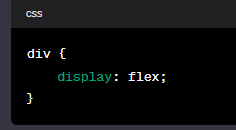 css
div {
    display: flex;
}